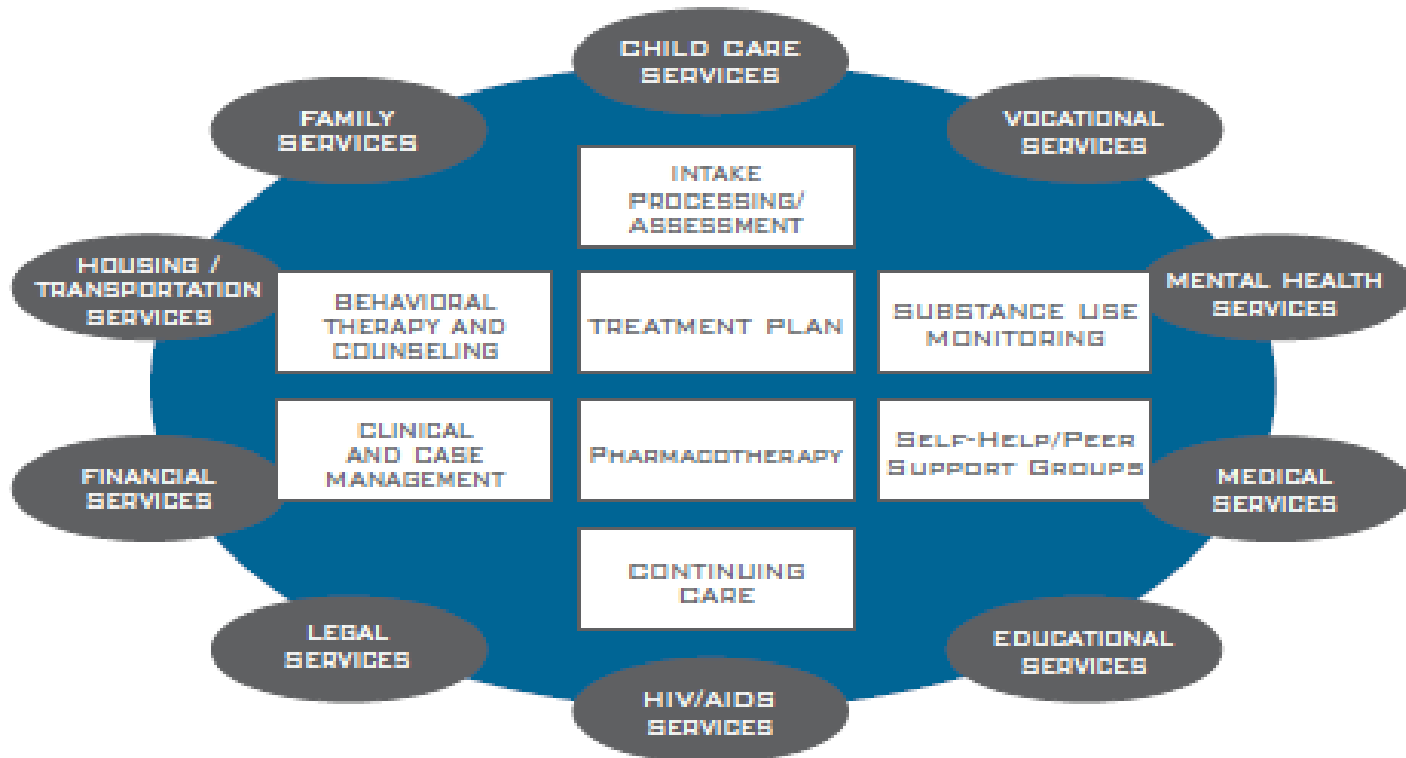 CHILD CARE
SERVICES
FAMILY
SERVICES
VOCATIONAL
SERVICES
INTAKE
PROCESSING/
ASSESSMENT
HOUSING /
TRANSPORTATION
SERVICES
MENTAL HEALTH
SERVICES
BEHAVIORAL
THERAPY AND
COUNSELING
TREATMENT PLAN
SUBSTANCE USE
MONITORING
CLINICAL
AND CASE
MANAGEMENT
PHARMACOTHERAPY
SELF-HELP/PEER
SUPPORT GROUPS
FINANCIAL
SERVICES
MEDICAL
SERVICES
CONTINUING
CARE
LEGAL
SERVICES
EDUCATIONAL
SERVICES
HIV/AIDS
SERVICES